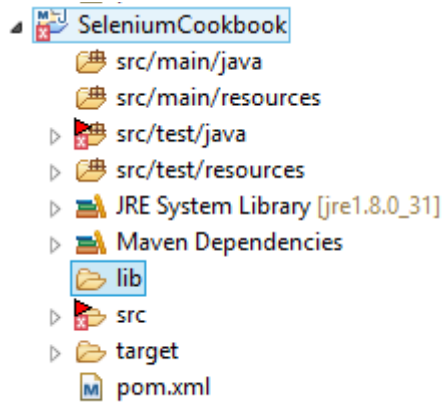 SeleniumCookbook
src/main/java
src/main/resources
src/test/java
src/test/resources
JRE System Library [jre1.8.0_31]
Maven Dependencies
lib
src
target
pom.xml